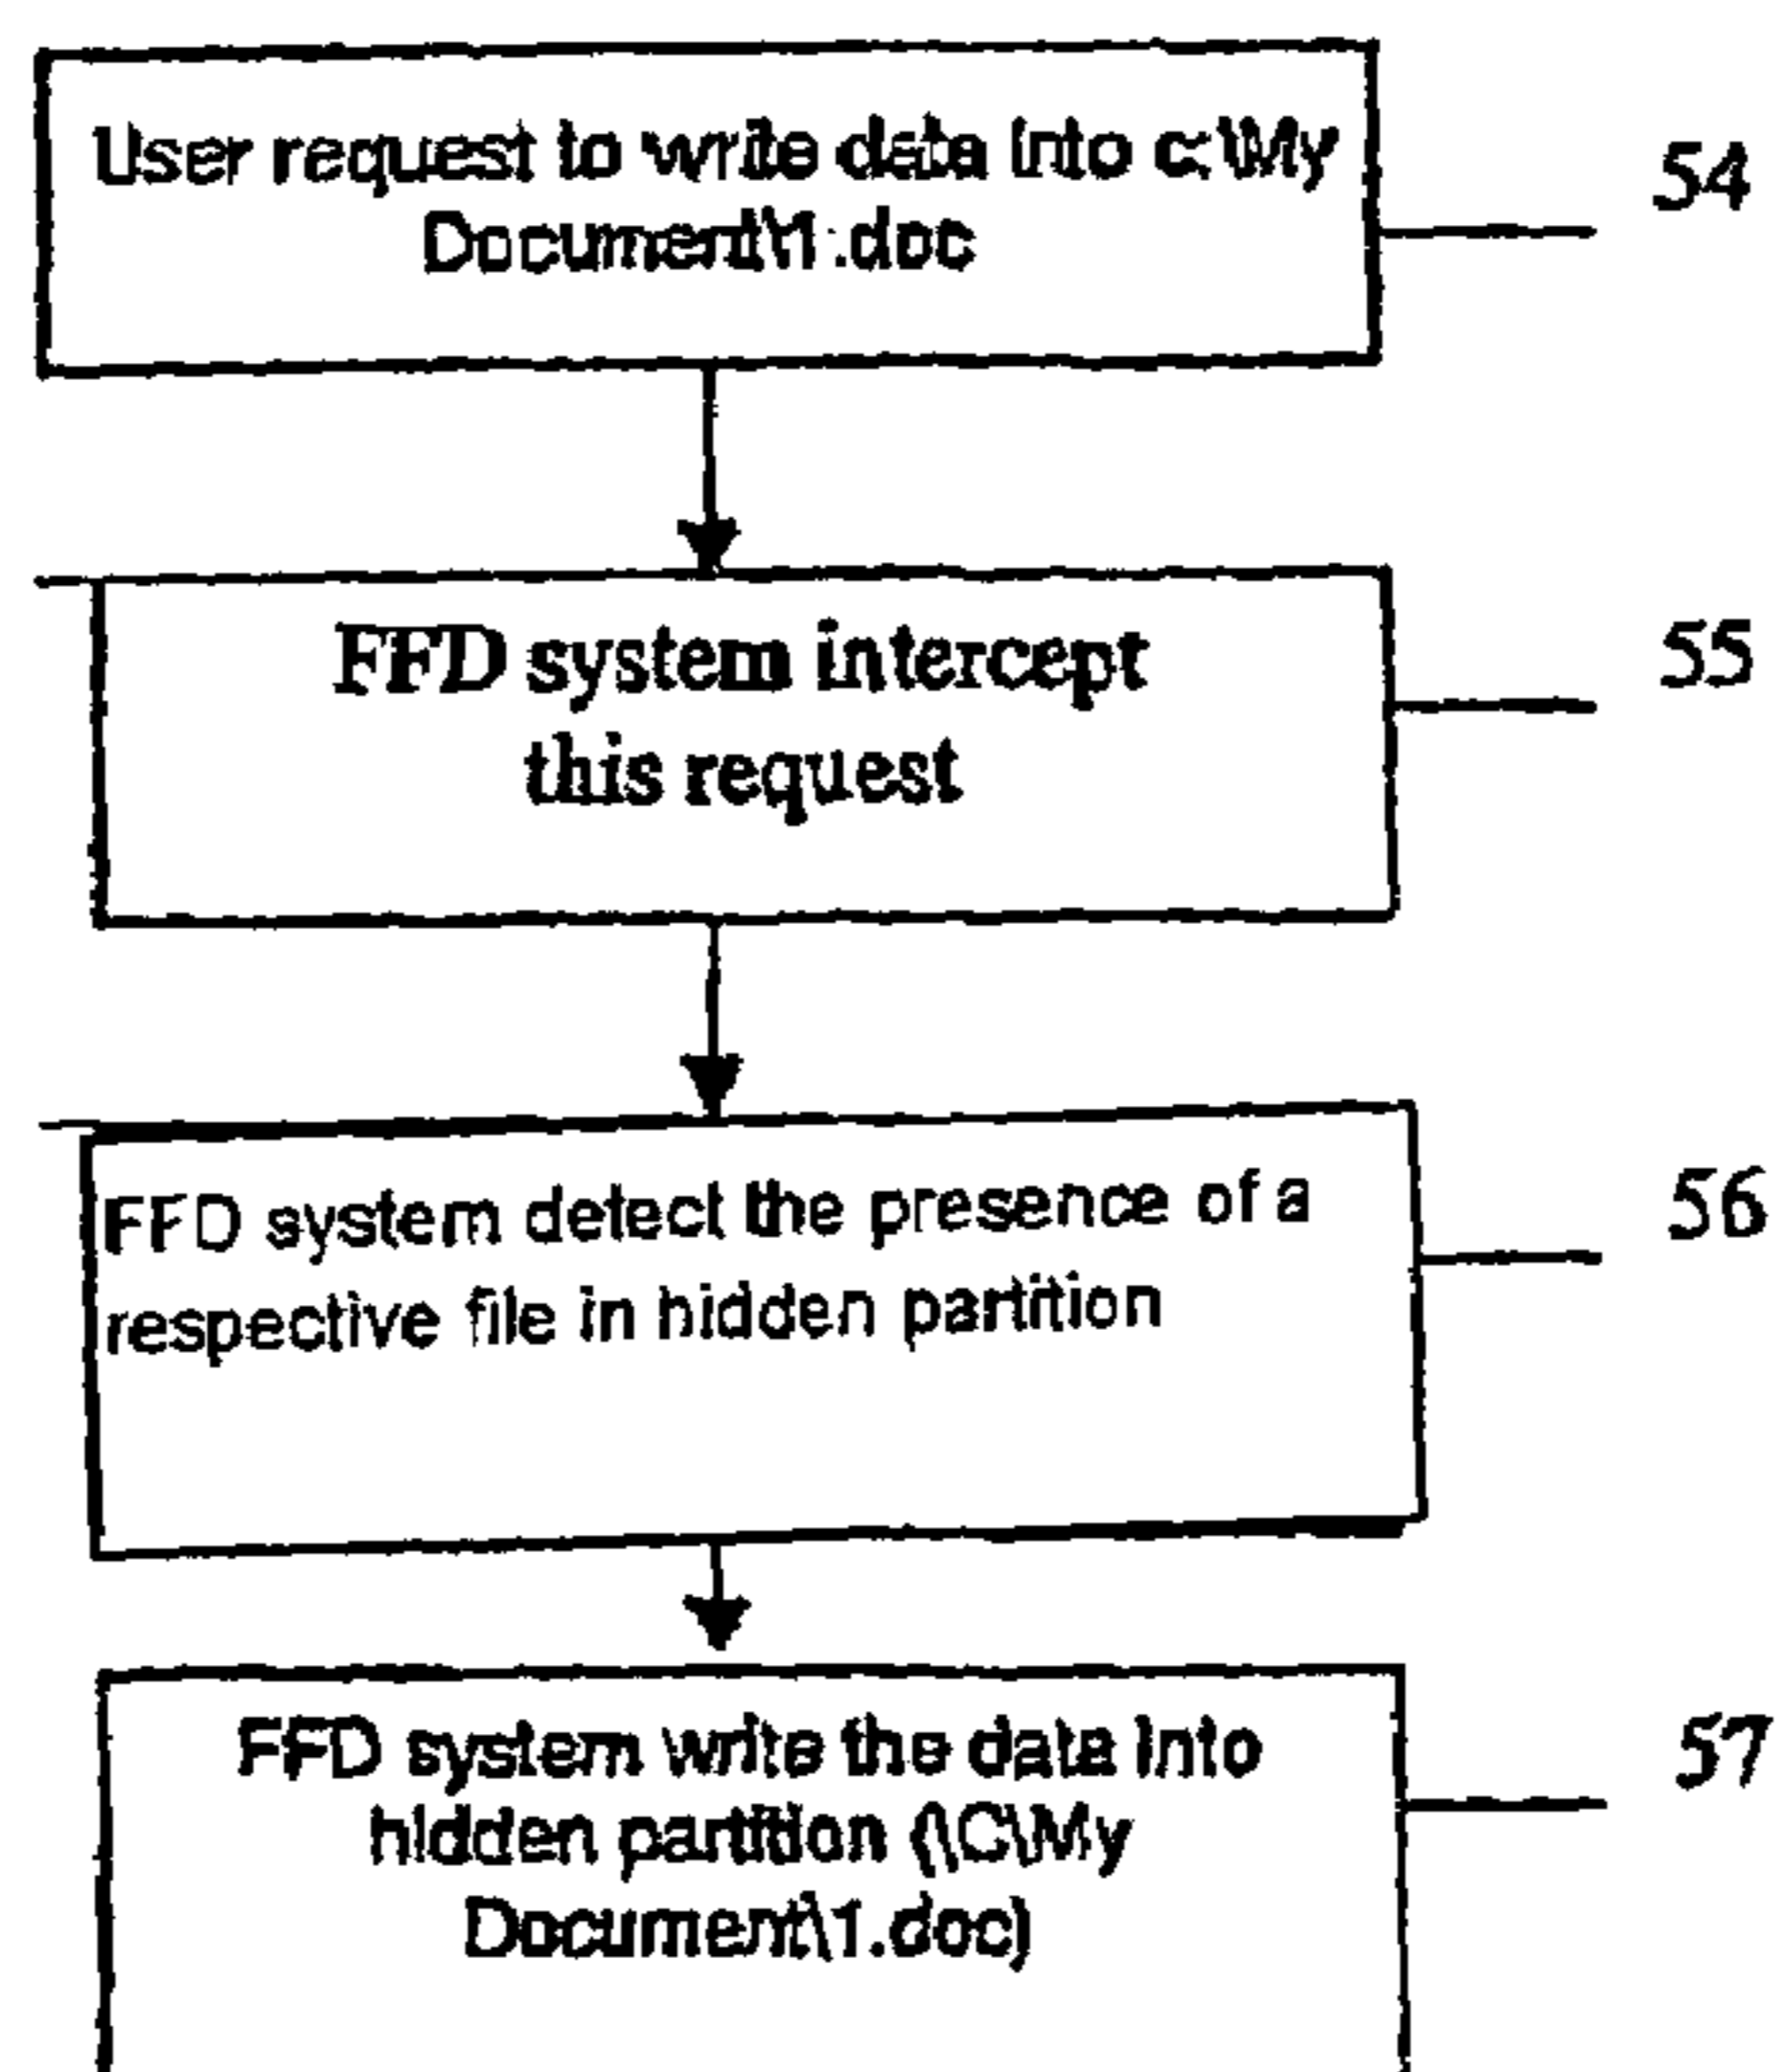 User request to write data into c:\My
Document\1.doc
54
FFD system intercept
this request
55
FFD system detect the presence of a
respective file in hidden partition
56
FFD system write the data into
hidden partition (\C\My
Document\1.doc)
57